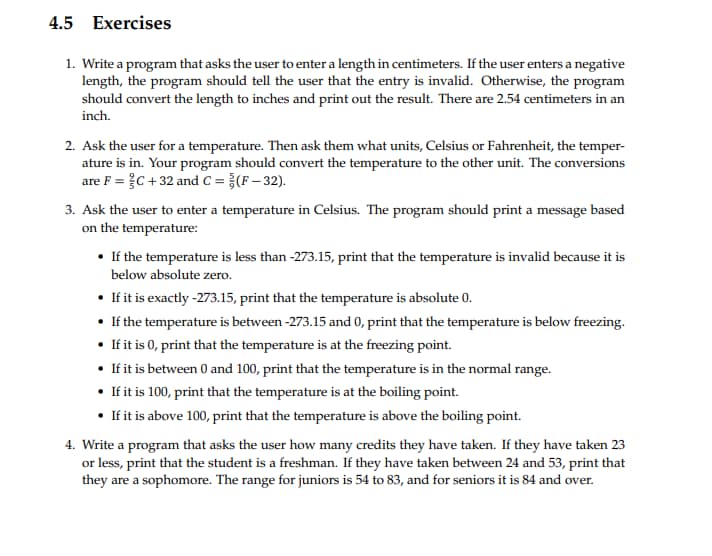 4.5 Exercises
1. Write a program that asks the user to enter a length in centimeters. If the user enters a negative
length, the program should tell the user that the entry is invalid. Otherwise, the program
should convert the length to inches and print out the result. There are 2.54 centimeters in an
inch.
2. Ask the user for a temperature. Then ask them what units, Celsius or Fahrenheit, the temper-
ature is in. Your program should convert the temperature to the other unit. The conversions
are F = 9/5 C + 32 and C = 5/9 (F – 32).
3. Ask the user to enter a temperature in Celsius. The program should print a message based
on the temperature:
• If the temperature is less than -273.15, print that the temperature is invalid because it is
below absolute zero.
• If it is exactly -273.15, print that the temperature is absolute 0.
• If the temperature is between -273.15 and 0, print that the temperature is below freezing.
• If it is 0, print that the temperature is at the freezing point.
• If it is between 0 and 100, print that the temperature is in the normal range.
• If it is 100, print that the temperature is at the boiling point.
• If it is above 100, print that the temperature is above the boiling point.
4. Write a program that asks the user how many credits they have taken. If they have taken 23
or less, print that the student is a freshman. If they have taken between 24 and 53, print that
they are a sophomore. The range for juniors is 54 to 83, and for seniors it is 84 and over.